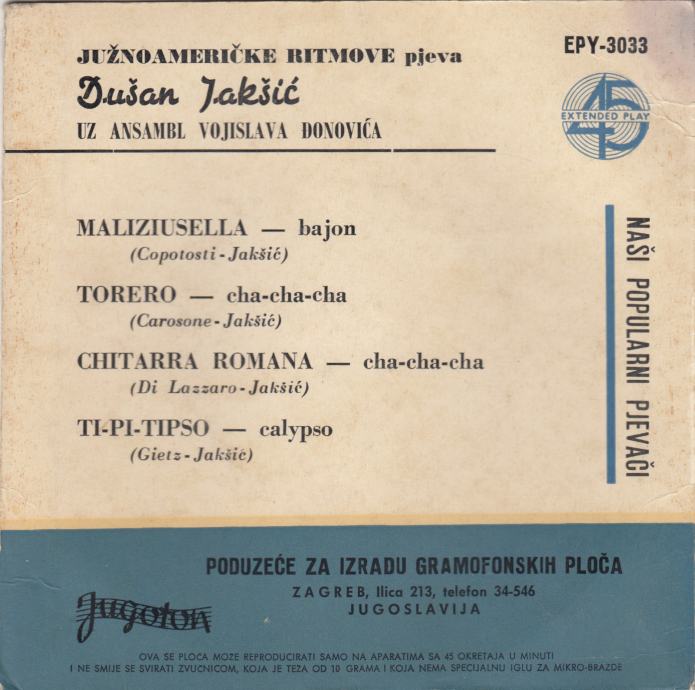 JUŽNOAMERIČKE RITMOVE pjeva
EPY-3033
Dušan Jakšić
UZ ANSAMBL VOJISLAVA ĐONOVIĆA
45
EXTENDED PLAY
MALIZIUSELLA — bajon
(Copotosti-Jakšić)
TORERO — cha-cha-cha
(Carosone-Jakšić)
CHITARRA ROMANA — cha-cha-cha
(Di Lazzaro-Jakšić)
TI-PI-TIPSO — calypso
(Gietz-Jakšić)
NAŠI POPULARNI PJEVAČI
PODUZEĆE ZA IZRADU GRAMOFONSKIH PLOČA
ZAGREB, Ilica 213, telefon 34-546
JUGOSLAVIJA
Jugoton
OVA SE PLOCA MOZE REPRODUCIRATI SAMO NA APARATIMA SA 45 OKRETAJA U MINUTI
I NE SMIJE SE SVIRATI ZVUCNICOM, KOJA JE TEZA OD 10 GRAMA I KOJA NEMA SPECIJALNU IGLU ZA MIKRO-BRAZDE